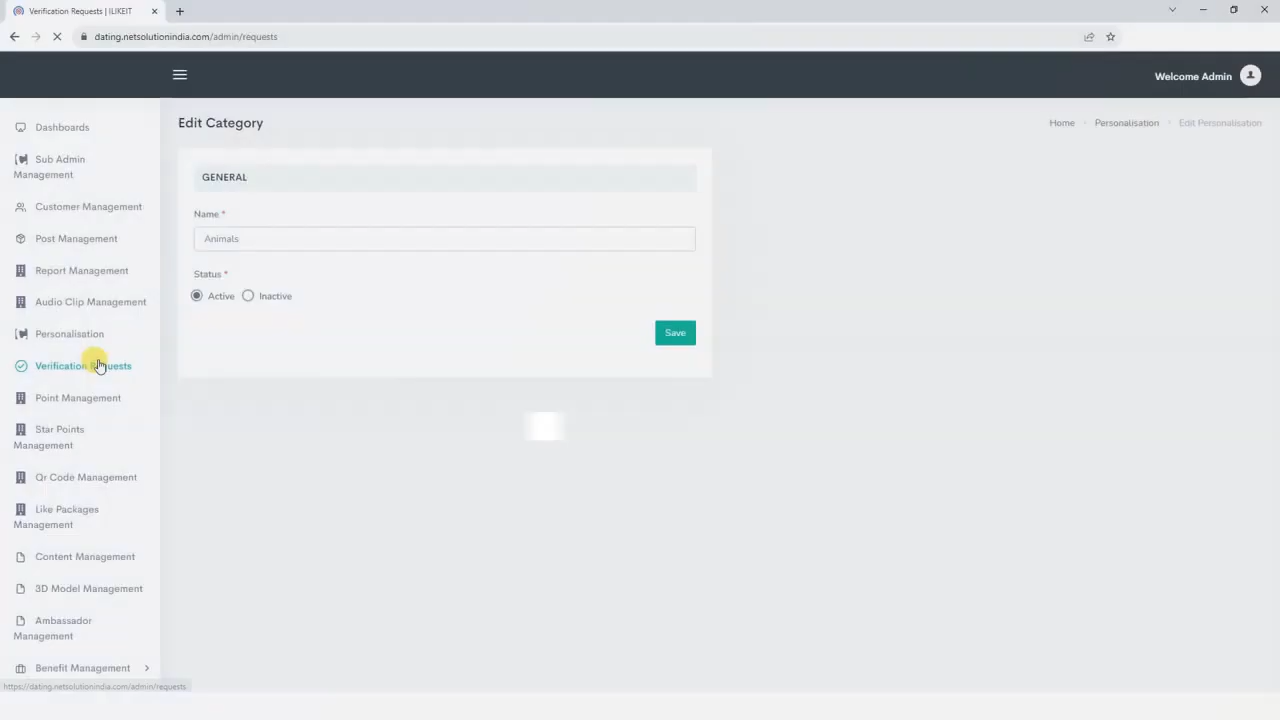 Verification Requests | ILIKEIT
dating.netsolutionindia.com/admin/requests
Welcome Admin
Dashboards
Sub Admin
Management
Customer Management
Post Management
Report Management
Audio Clip Management
Personalisation
Verification Requests
Point Management
Star Points
Management
Qr Code Management
Like Packages
Management
Content Management
3D Model Management
Ambassador
Management
Benefit Management
Edit Category
Home
Personalisation
Edit Personalisation
GENERAL
Name *
Animals
Status *
Active
Inactive
Save
https://dating.netsolutionindia.com/admin/requests